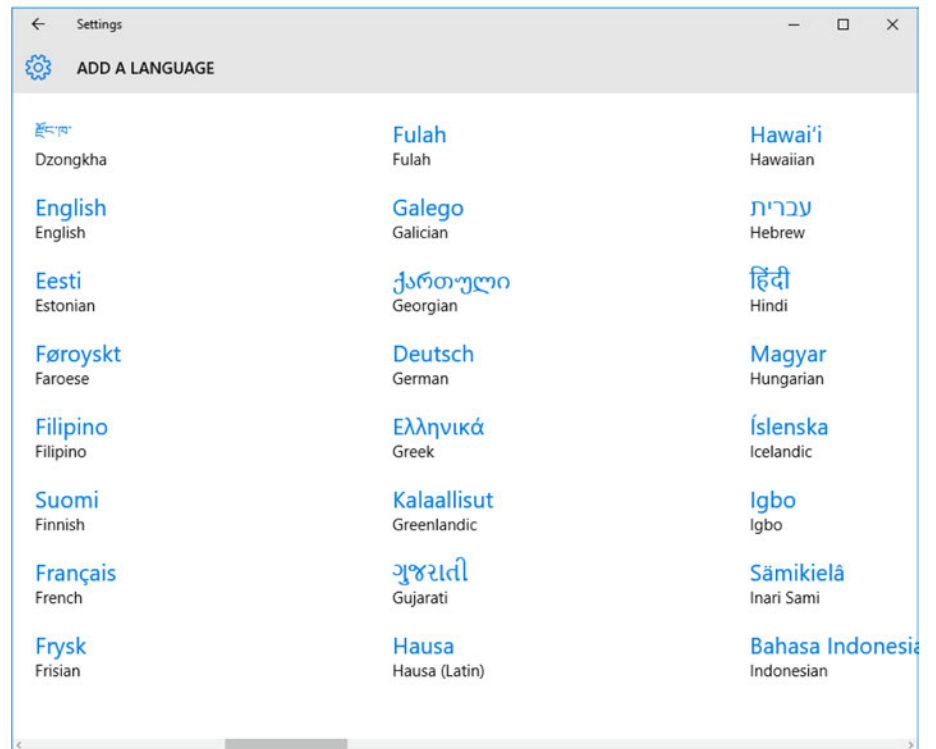 Settings
ADD A LANGUAGE
རྫོང་ཁ་
Dzongkha
English
English
Eesti
Estonian
Føroyskt
Faroese
Filipino
Filipino
Suomi
Finnish
Français
French
Frysk
Frisian
Fulah
Fulah
Galego
Galician
ქართული
Georgian
Deutsch
German
Ελληνικά
Greek
Kalaallisut
Greenlandic
ગુજરાતી
Gujarati
Hausa
Hausa (Latin)
Hawaiʻi
Hawaiian
עברית
Hebrew
हिंदी
Hindi
Magyar
Hungarian
Íslenska
Icelandic
Igbo
Igbo
Sämikielâ
Inari Sami
Bahasa Indonesia
Indonesian